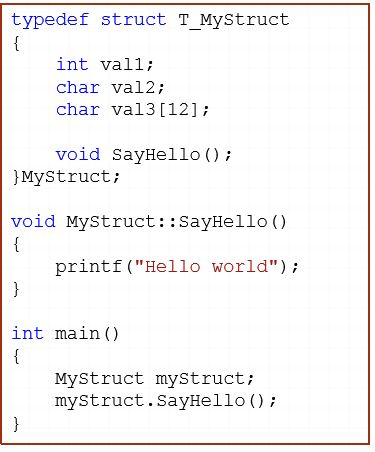 typedef struct T_MyStruct
{
    int val1;
    char val2;
    char val3[12];

    void SayHello();
}MyStruct;

void MyStruct::SayHello()
{
    printf("Hello world");
}

int main()
{
    MyStruct myStruct;
    myStruct.SayHello();
}